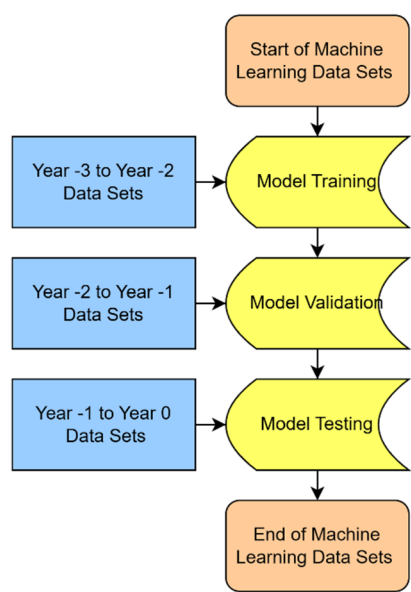 Start of Machine
Learning Data Sets
Year -3 to Year -2
Data Sets
Model Training
Year -2 to Year -1
Data Sets
Model Validation
Year -1 to Year 0
Data Sets
Model Testing
End of Machine
Learning Data Sets